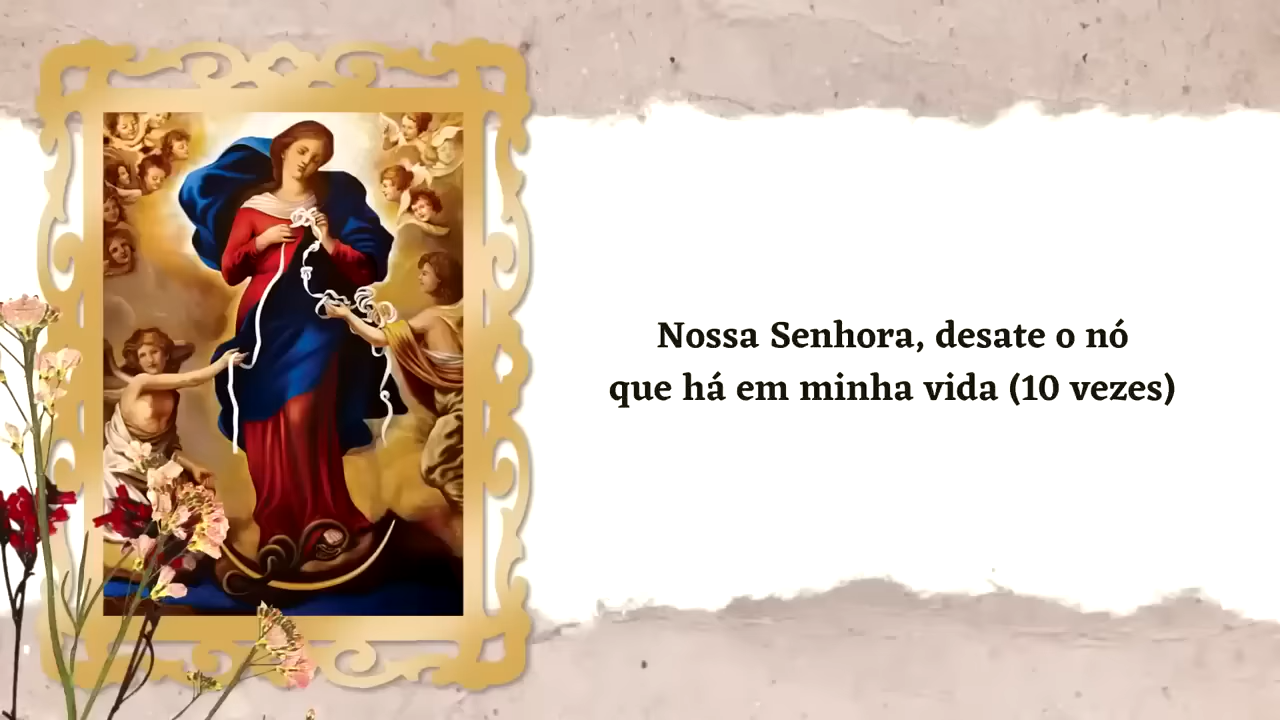 Nossa Senhora, desate o nó
que há em minha vida (10 vezes)